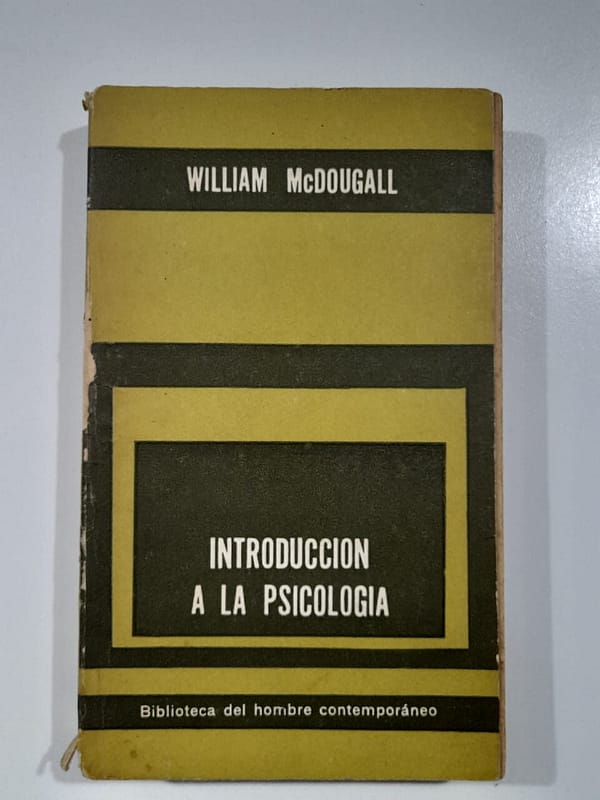 WILLIAM McDOUGALL
INTRODUCCION
A LA PSICOLOGIA
Biblioteca del hombre contemporáneo